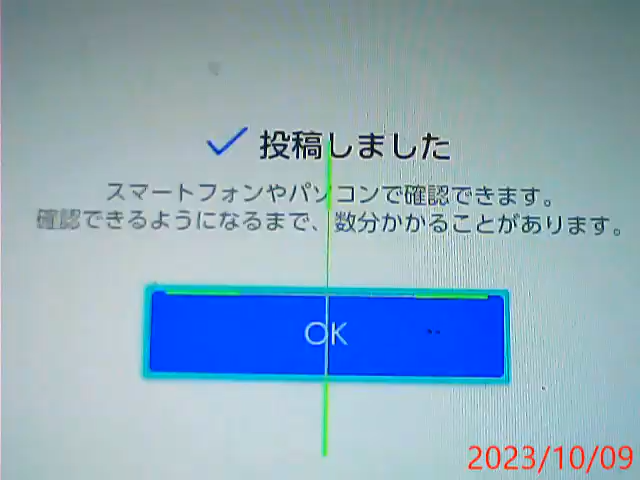 投稿しました
スマートフォンやパソコンで確認できます。
確認できるようになるまで、数分かかることがあります。
OK
2023/10/09